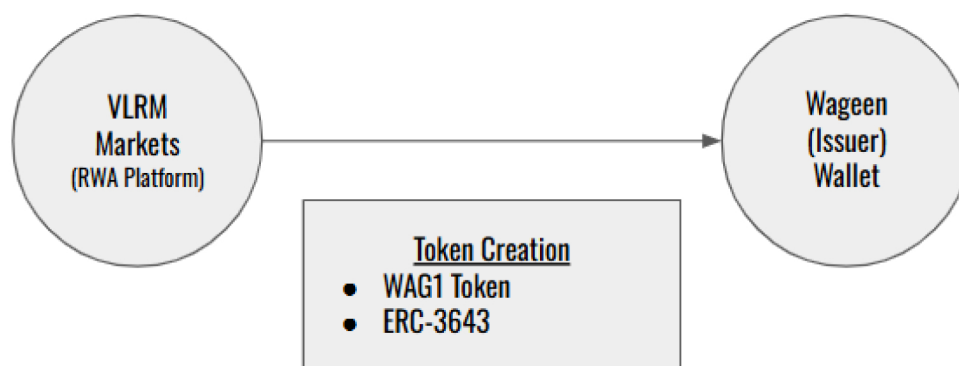 VLRM
Markets
(RWA Platform)
Wageen
(Issuer)
Wallet
Token Creation
● WAG1 Token
● ERC-3643